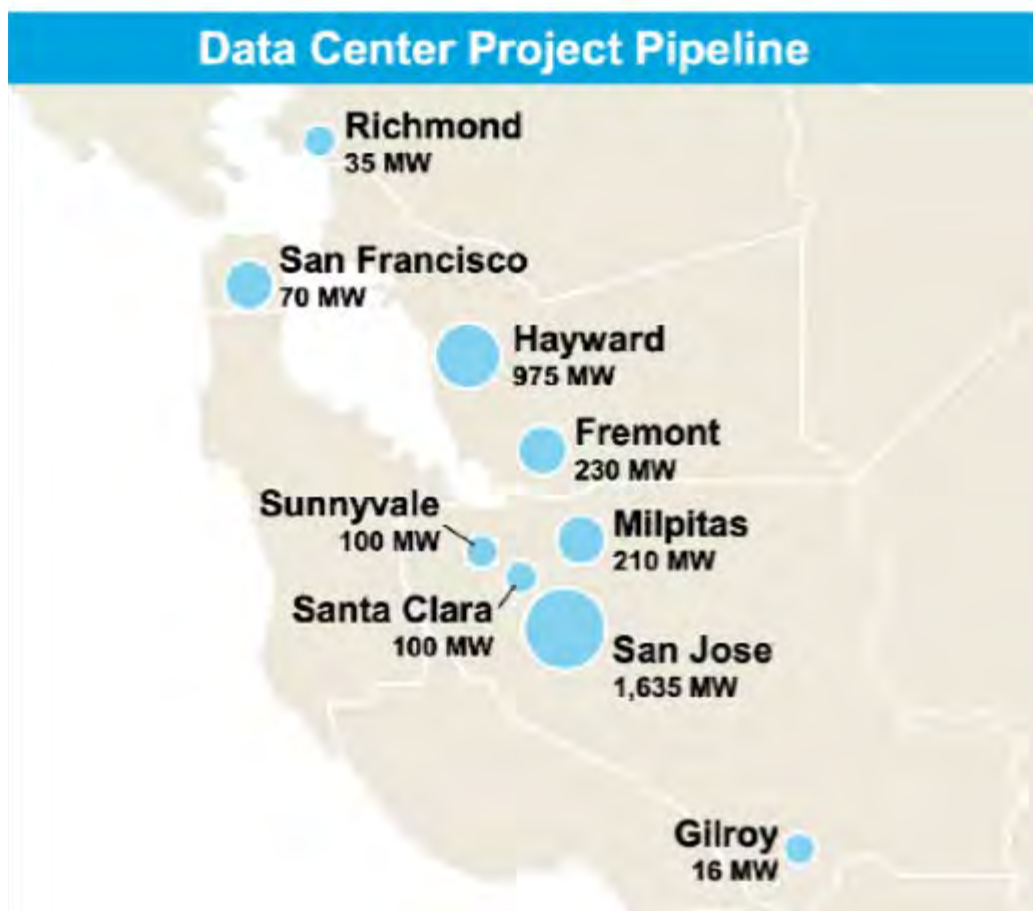 Data Center Project Pipeline
Richmond
35 MW
San Francisco
70 MW
Hayward
975 MW
Fremont
230 MW
Sunnyvale
100 MW
Milpitas
210 MW
Santa Clara
100 MW
San Jose
1,635 MW
Gilroy
16 MW